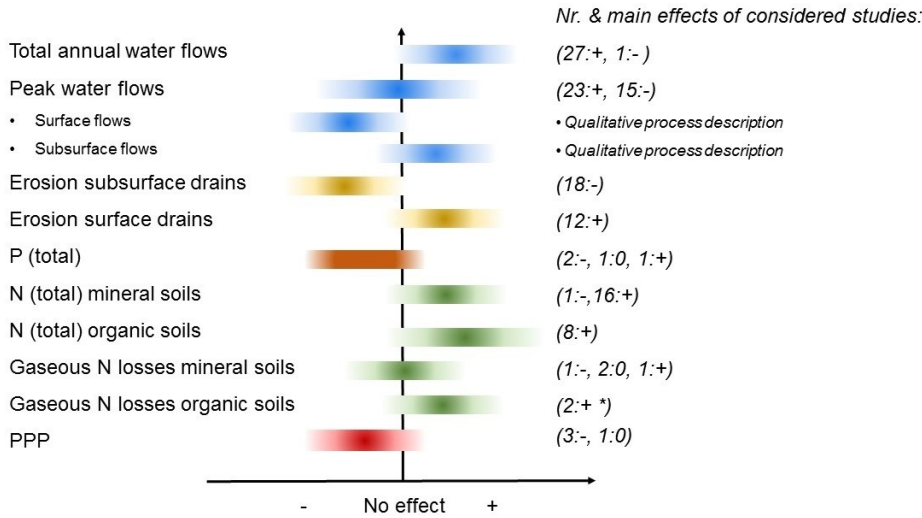 Nr. & main effects of considered studies:
Total annual water flows (27:+, 1:- )
Peak water flows (23:+, 15:-)
• Surface flows • Qualitative process description
• Subsurface flows • Qualitative process description
Erosion subsurface drains (18:-)
Erosion surface drains (12:+)
P (total) (2:-, 1:0, 1:+)
N (total) mineral soils (1:-,16:+)
N (total) organic soils (8:+)
Gaseous N losses mineral soils (1:-, 2:0, 1:+)
Gaseous N losses organic soils (2:+ *)
PPP (3:-, 1:0)
- No effect +